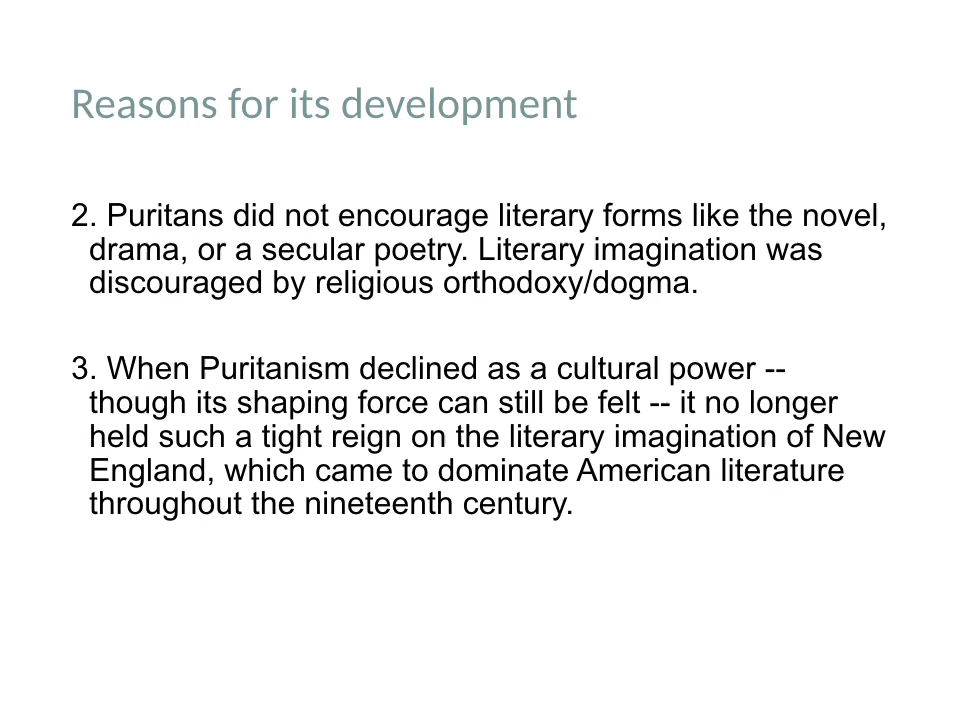 Reasons for its development
2. Puritans did not encourage literary forms like the novel,
drama, or a secular poetry. Literary imagination was
discouraged by religious orthodoxy/dogma.
3. When Puritanism declined as a cultural power --
though its shaping force can still be felt -- it no longer
held such a tight reign on the literary imagination of New
England, which came to dominate American literature
throughout the nineteenth century.